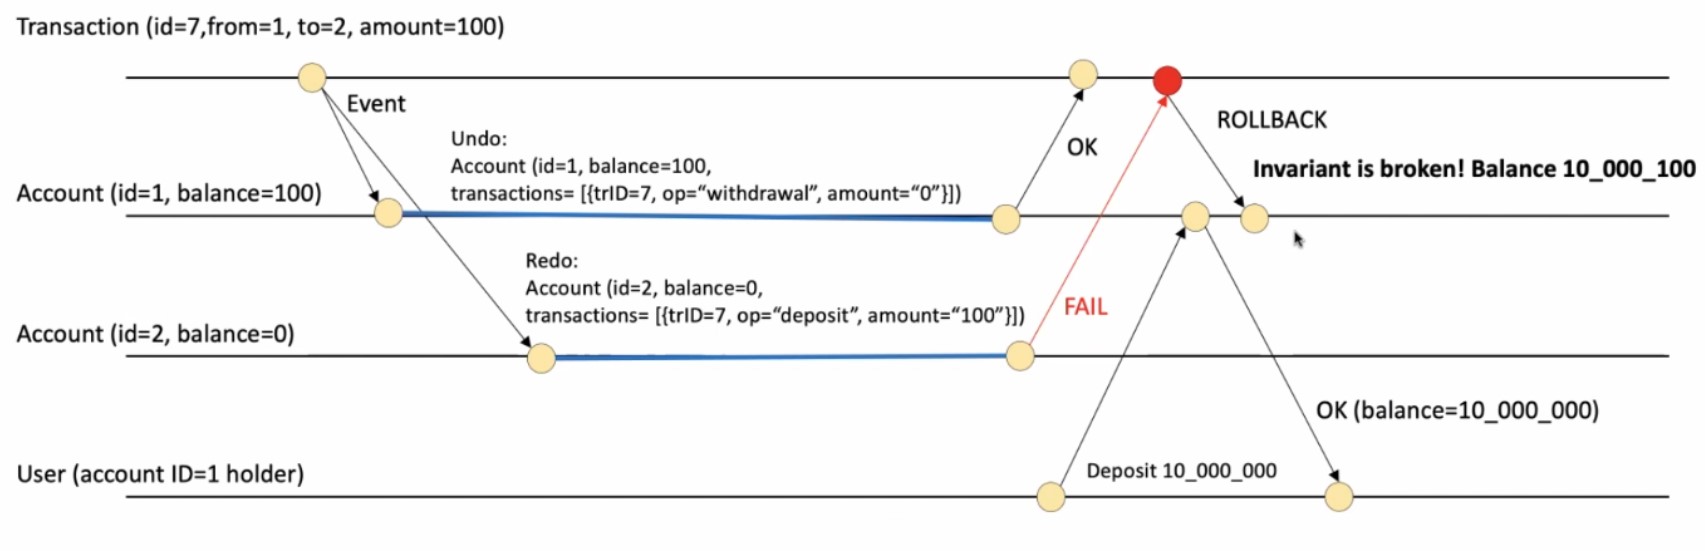 Transaction (id=7,from=1, to=2, amount=100)
Event
Undo:
Account (id=1, balance=100,
transactions= [{trID=7, op=“withdrawal”, amount=“0”}])
OK
ROLLBACK
Invariant is broken! Balance 10_000_100
Account (id=1, balance=100)
Redo:
Account (id=2, balance=0,
transactions= [{trID=7, op=“deposit”, amount=“100”}])
FAIL
Account (id=2, balance=0)
OK (balance=10_000_000)
User (account ID=1 holder)
Deposit 10_000_000